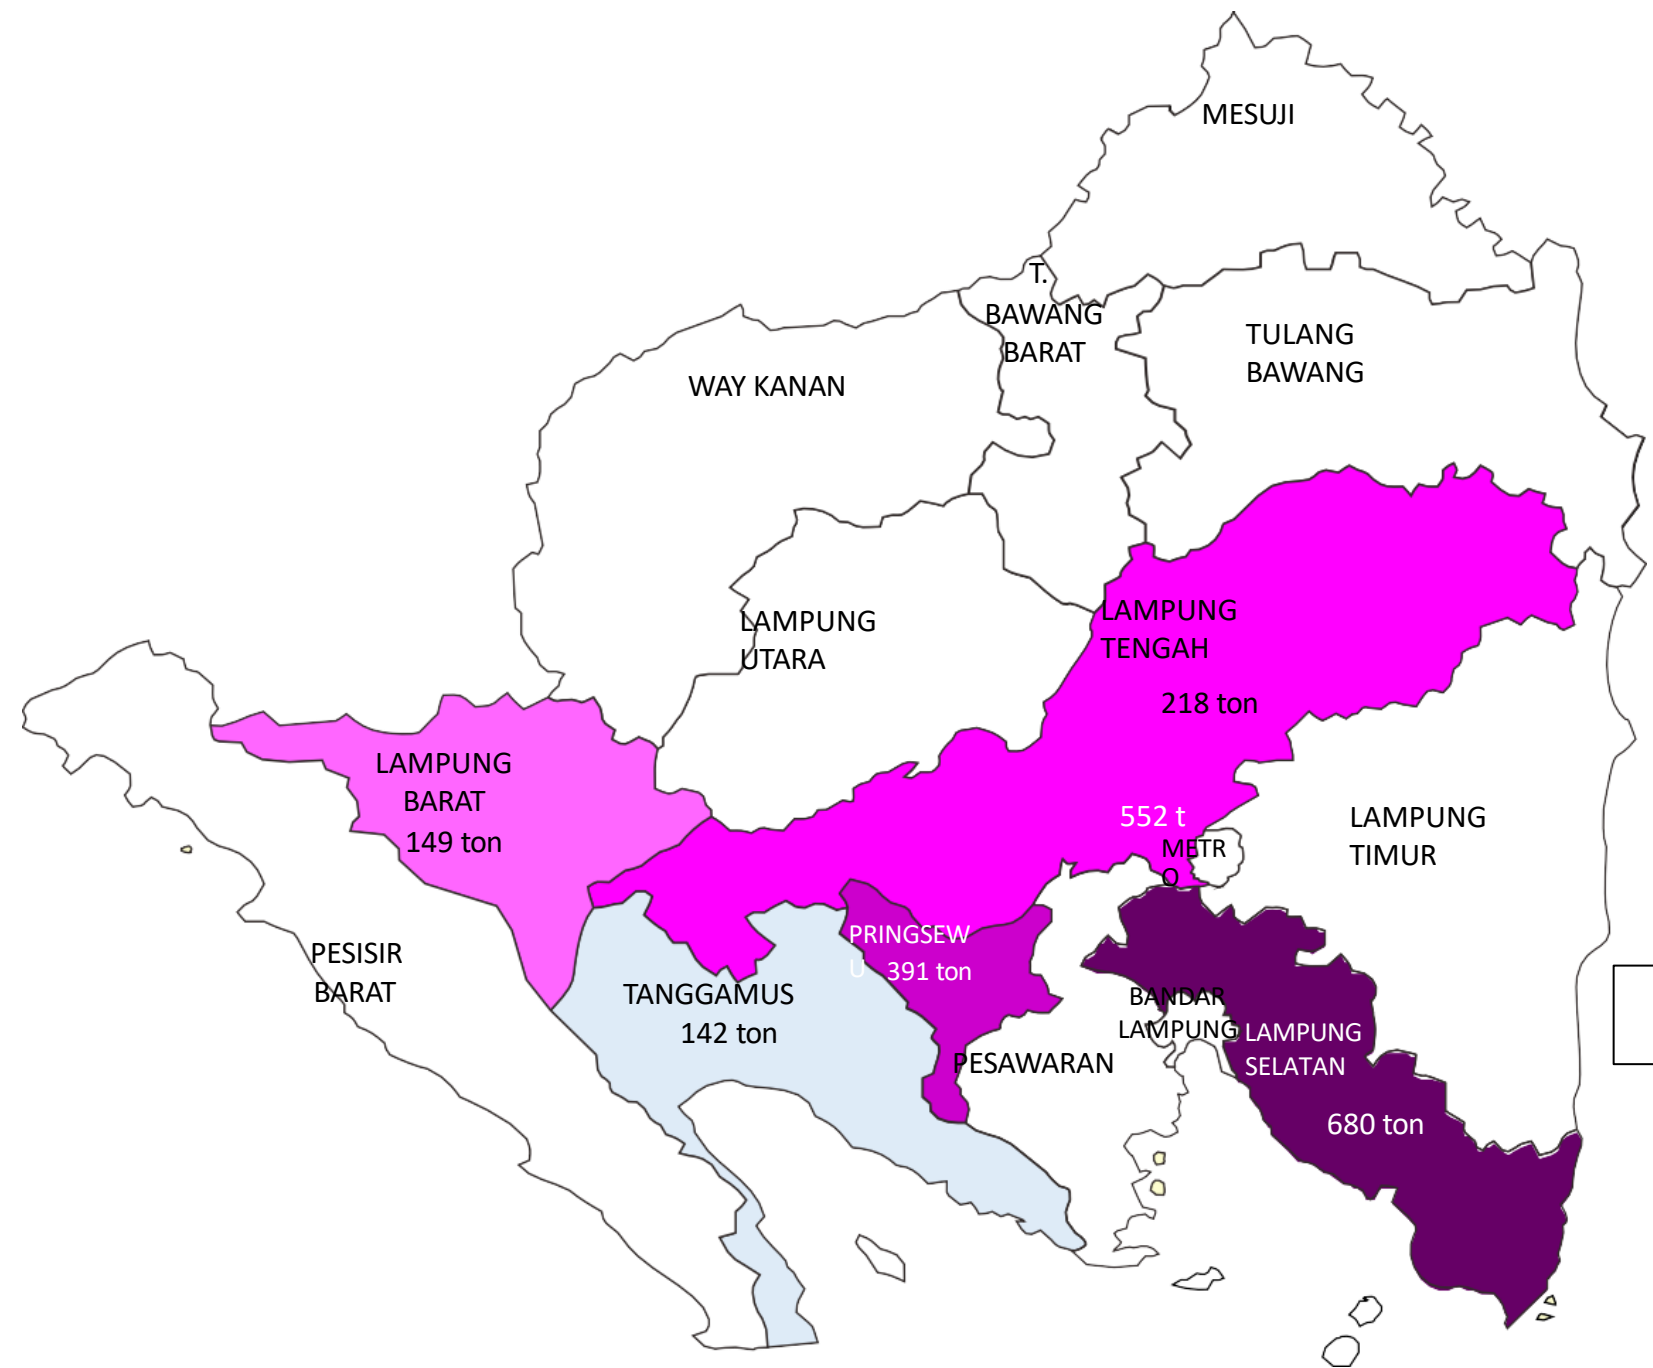 MESUJI
T.
BAWANG
BARAT
TULANG
BAWANG
WAY KANAN
LAMPUNG
UTARA
LAMPUNG
TENGAH
218 ton
LAMPUNG
BARAT
149 ton
552 t
METR
O
LAMPUNG
TIMUR
PESISIR
BARAT
TANGGAMUS
142 ton
PRINGSEW
U 391 ton
BANDAR
LAMPUNG
LAMPUNG
SELATAN
PESAWARAN
680 ton